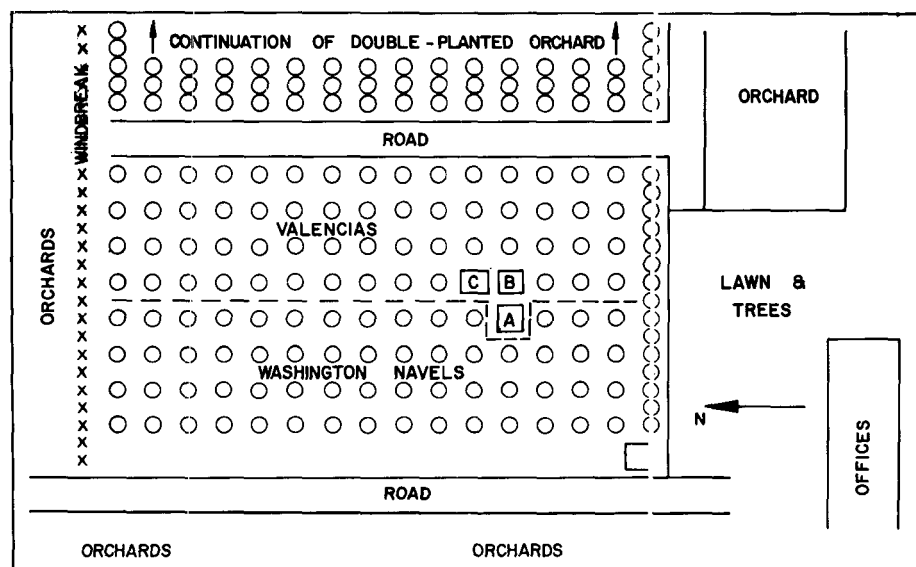 CONTINUATION OF DOUBLE-PLANTED ORCHARD
WINDBREAK
ORCHARD
ROAD
VALENCIAS
ORCHARDS
C B
LAWN &
TREES
A
WASHINGTON NAVELS
N
OFFICES
ROAD
ORCHARDS ORCHARDS